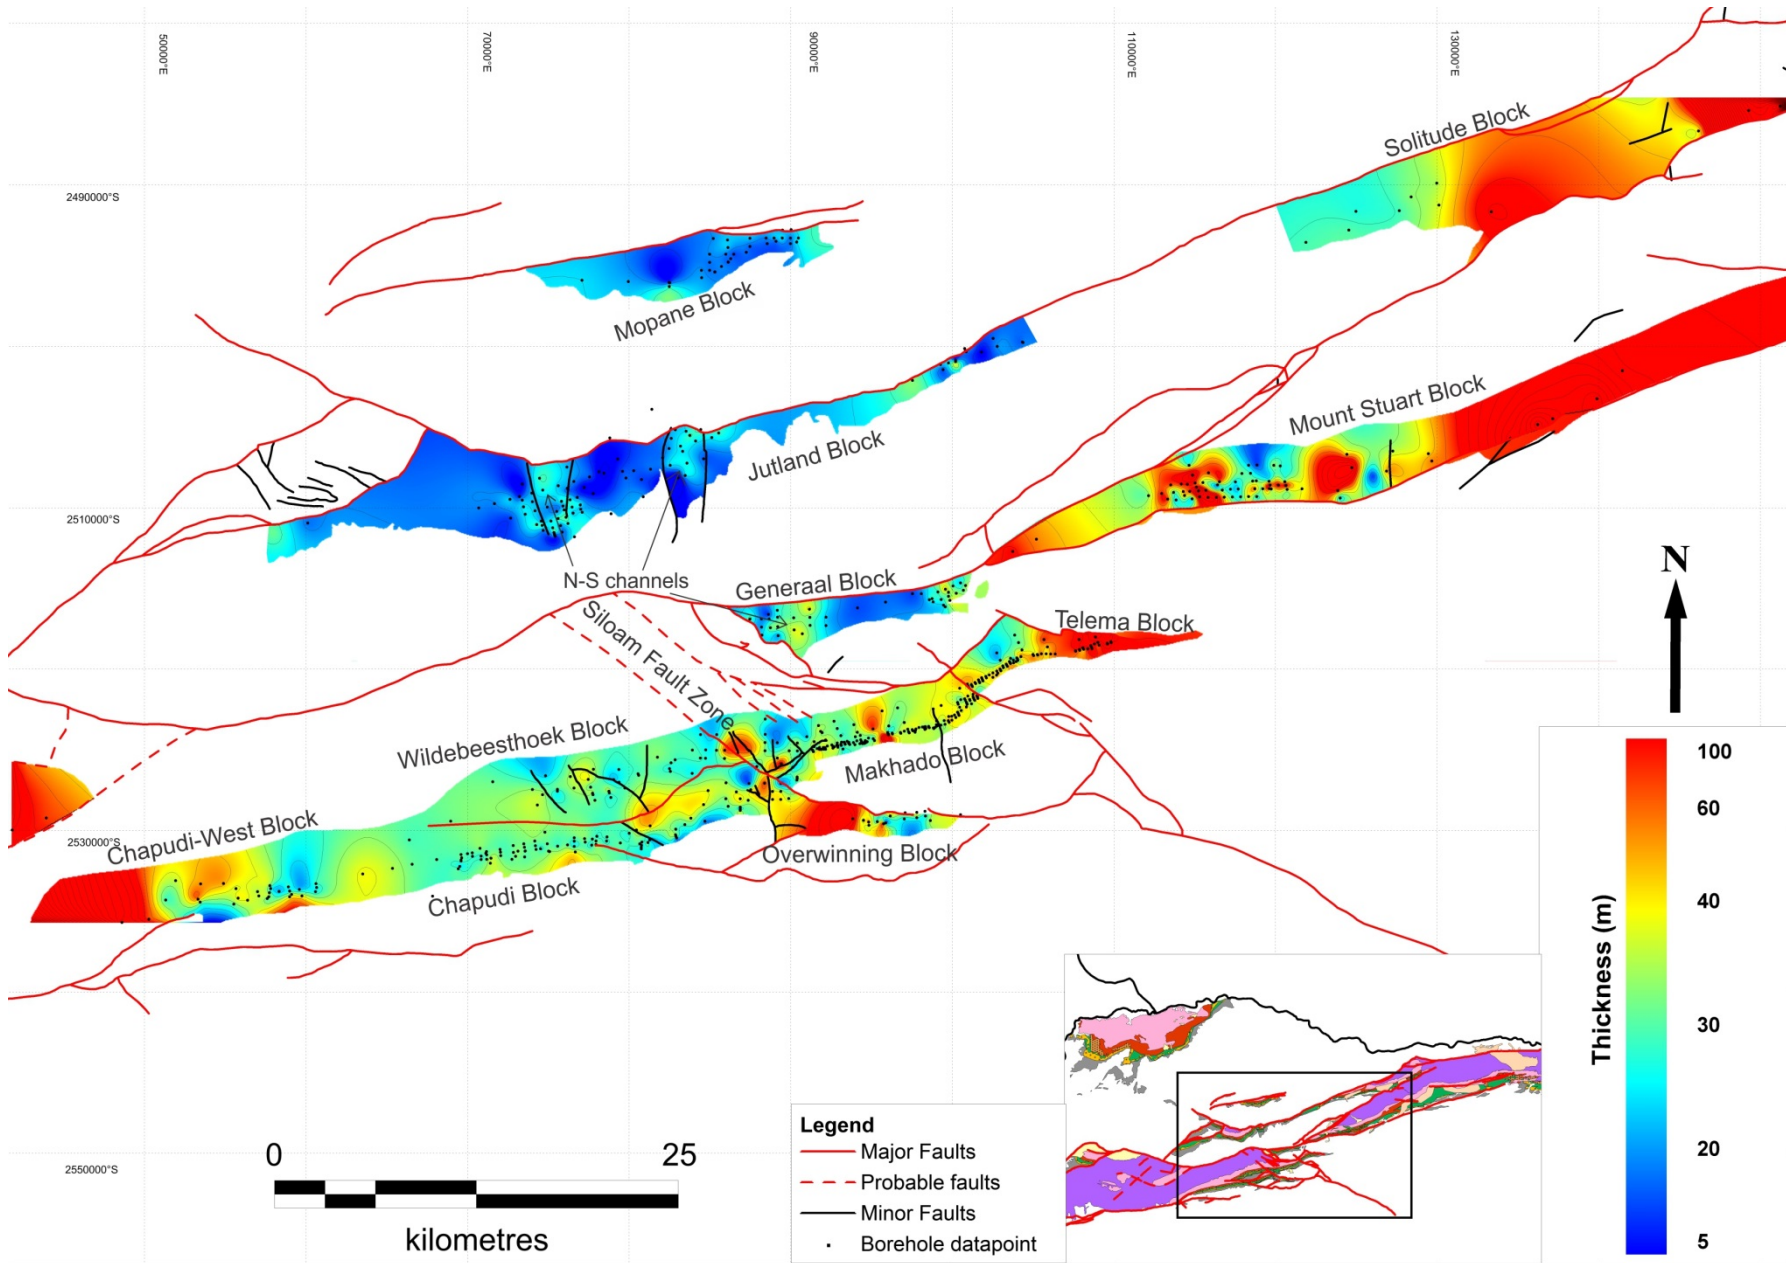 50000°E
70000°E
90000°E
110000°E
130000°E
Solitude Block
2490000°S
Mopane Block
Mount Stuart Block
Jutland Block
2510000°S
N-S channels
Generaal Block
Siloam Fault Zone
Telema Block
N
Wildebeesthoek Block
Makhado Block
Chapudi-West Block
2530000°S
Overwinning Block
Chapudi Block
Thickness (m)
100
60
40
30
20
5
2550000°S
0 25
kilometres
Legend
Major Faults
Probable faults
Minor Faults
Borehole datapoint